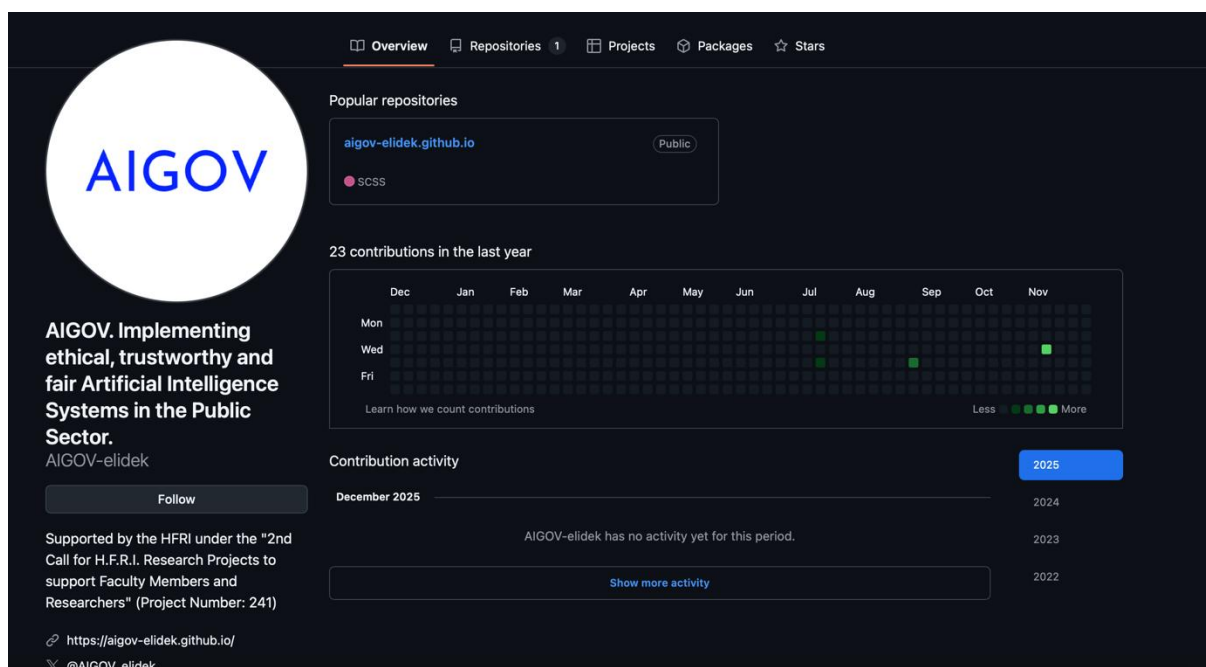 Overview Repositories 1 Projects Packages Stars
AIGOV
AIGOV. Implementing
ethical, trustworthy and
fair Artificial Intelligence
Systems in the Public
Sector.
AIGOV-elidek
Follow
Supported by the HFRI under the "2nd
Call for H.F.R.I. Research Projects to
support Faculty Members and
Researchers" (Project Number: 241)
https://aigov-elidek.github.io/
@AIGOV_elidek
Popular repositories
aigov-elidek.github.io Public
SCSS
23 contributions in the last year
Dec Jan Feb Mar Apr May Jun Jul Aug Sep Oct Nov
Mon
Wed
Fri
Learn how we count contributions Less More
Contribution activity
December 2025
AIGOV-elidek has no activity yet for this period.
Show more activity
2025
2024
2023
2022